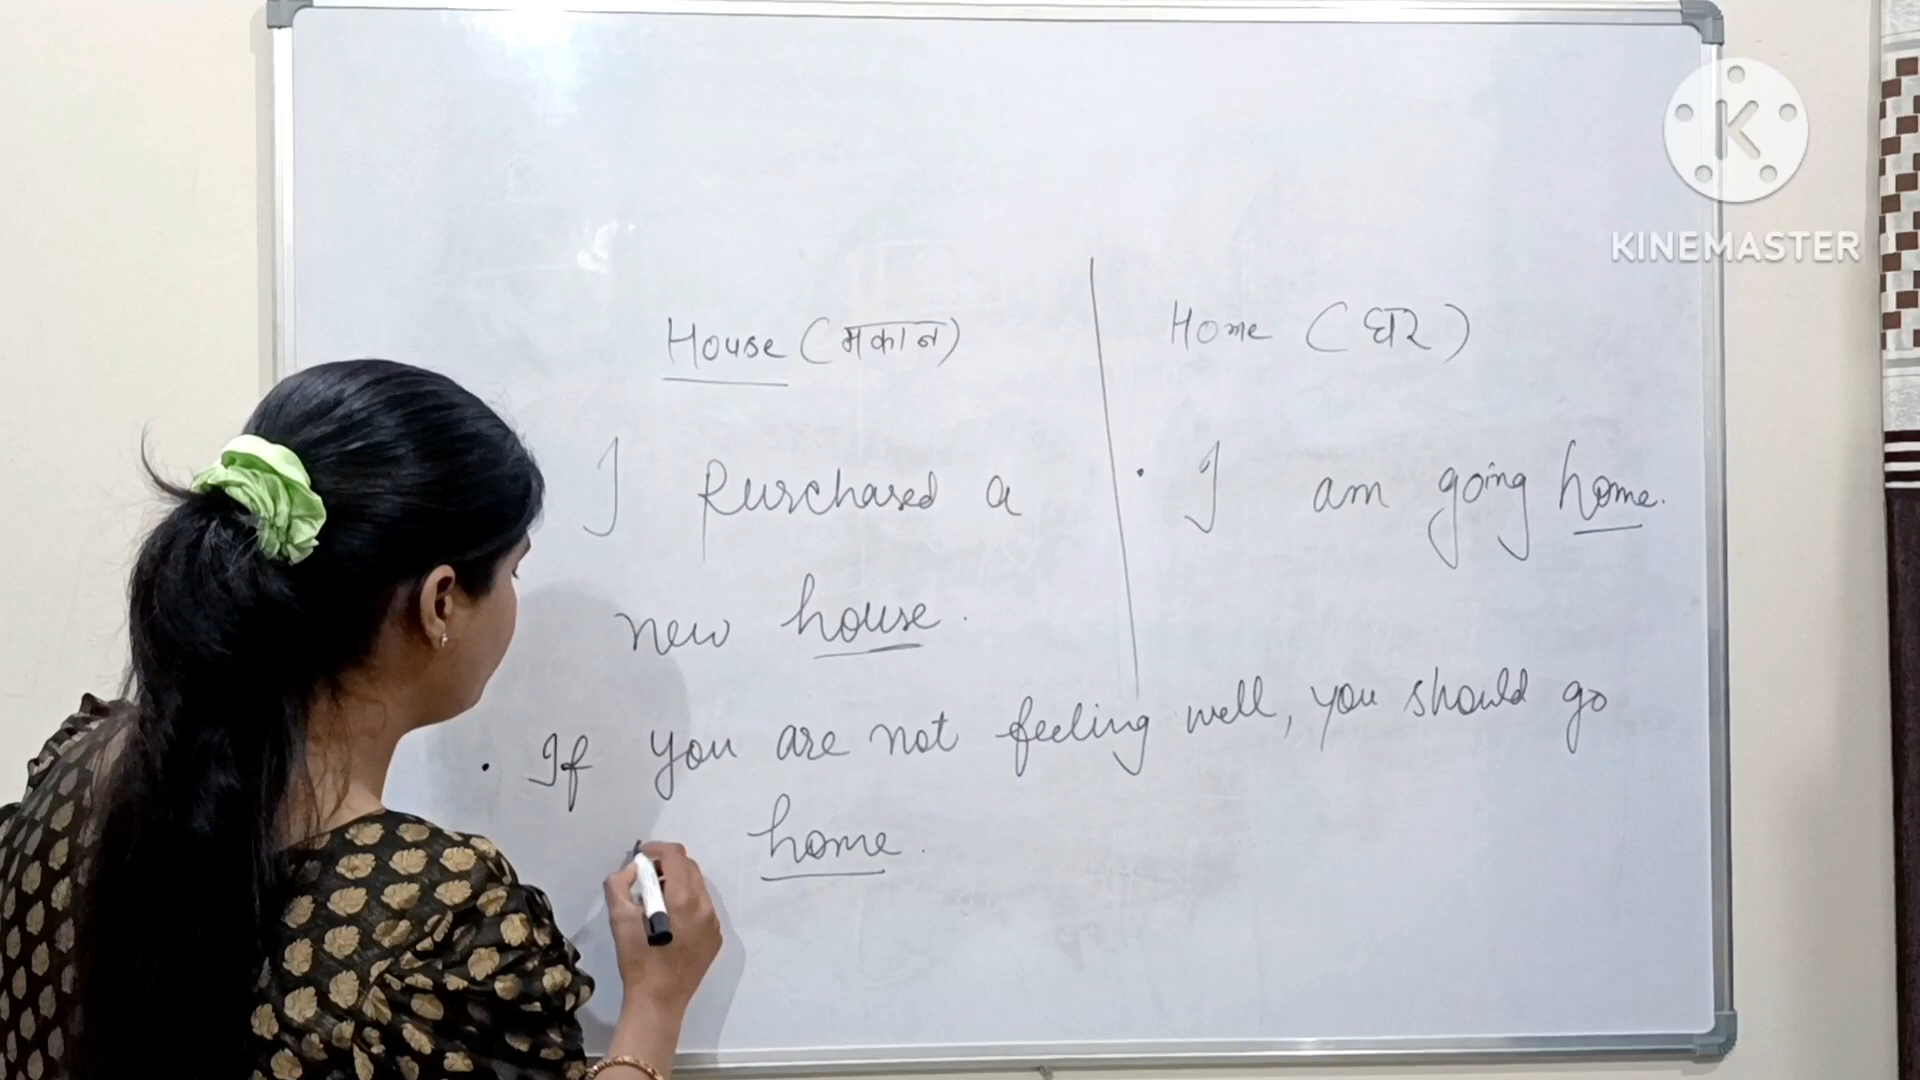 House (मकान)
Home (घर)
I Purchased a
new house.
. I am going home.
. If you are not feeling well, you should go
home.
K
KINEMASTER